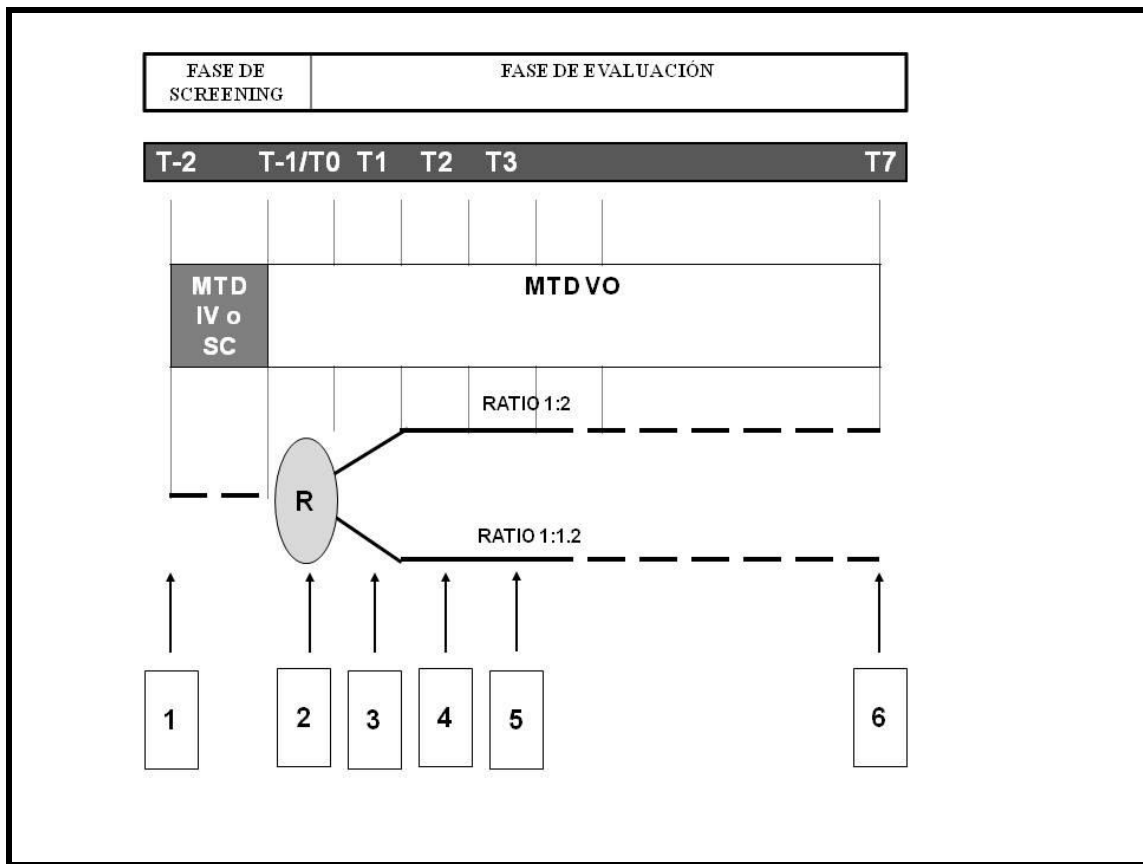 FASE DE
SCREENING
FASE DE EVALUACIÓN
T-2 T-1/T0 T1 T2 T3 T7
MTD
IV o
SC
MTD VO
RATIO 1:2
R
RATIO 1:1.2
1 2 3 4 5 6